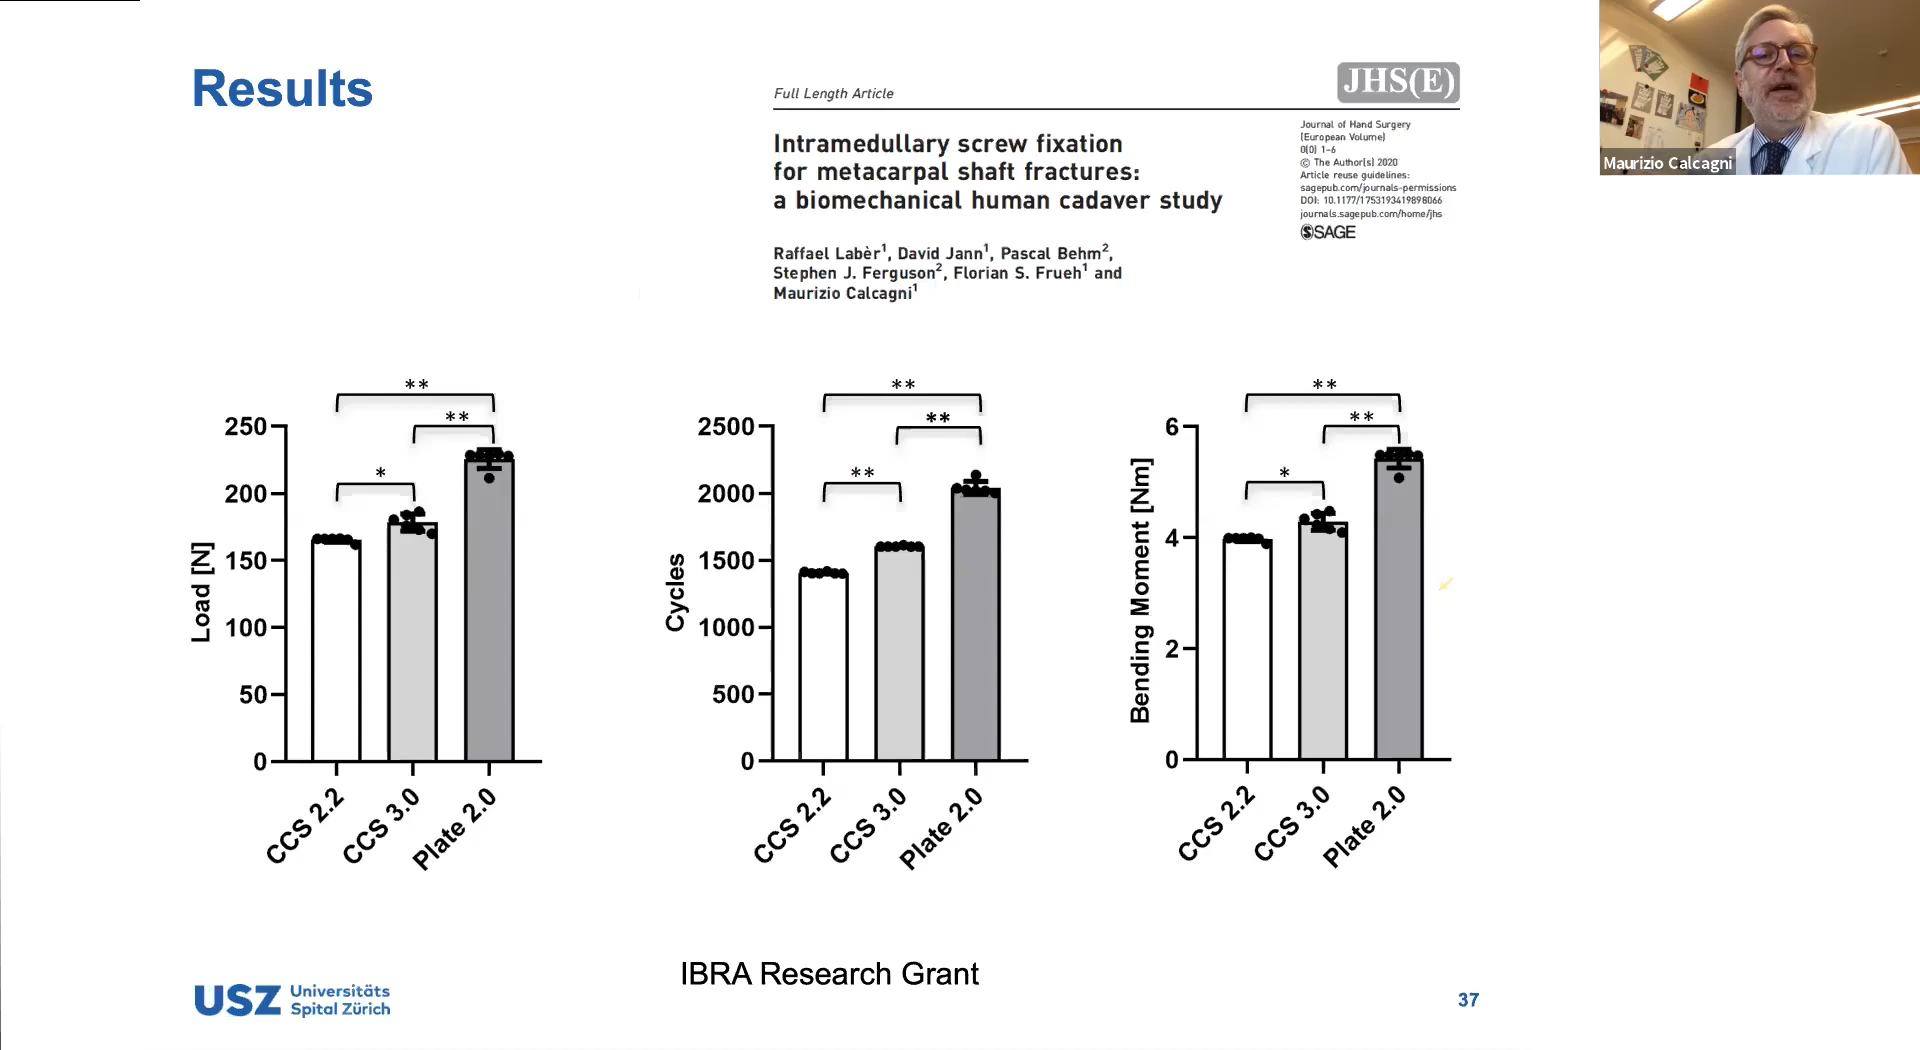 Results
Full Length Article
JHS(E)
Intramedullary screw fixation
for metacarpal shaft fractures:
a biomechanical human cadaver study
Raffael Labèr1, David Jann1, Pascal Behm2,
Stephen J. Ferguson2, Florian S. Frueh1 and
Maurizio Calcagni1
Journal of Hand Surgery
(European Volume)
0(0) 1–6
© The Author(s) 2020
Article reuse guidelines:
sagepub.com/journals-permissions
DOI: 10.1177/1753193419898066
journals.sagepub.com/home/jhs
SAGE
Maurizio Calcagni
**
**
*
250
200
150
100
50
0
Load [N]
CCS 2.2
CCS 3.0
Plate 2.0
**
**
**
2500
2000
1500
1000
500
0
Cycles
CCS 2.2
CCS 3.0
Plate 2.0
**
**
*
6
4
2
0
Bending Moment [Nm]
CCS 2.2
CCS 3.0
Plate 2.0
IBRA Research Grant
USZ Universitäts
Spital Zürich
37